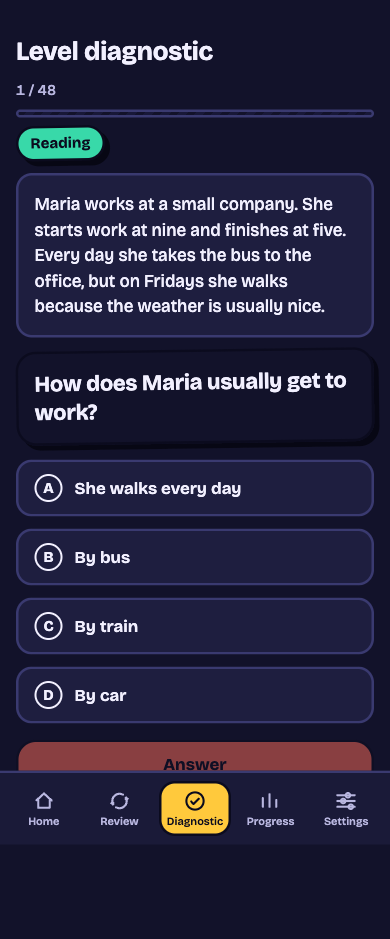 Level diagnostic
1 / 48
Reading
Maria works at a small company. She
starts work at nine and finishes at five.
Every day she takes the bus to the
office, but on Fridays she walks
because the weather is usually nice.
How does Maria usually get to
work?
A She walks every day
B By bus
C By train
D By car
Answer
Home Review Diagnostic Progress Settings